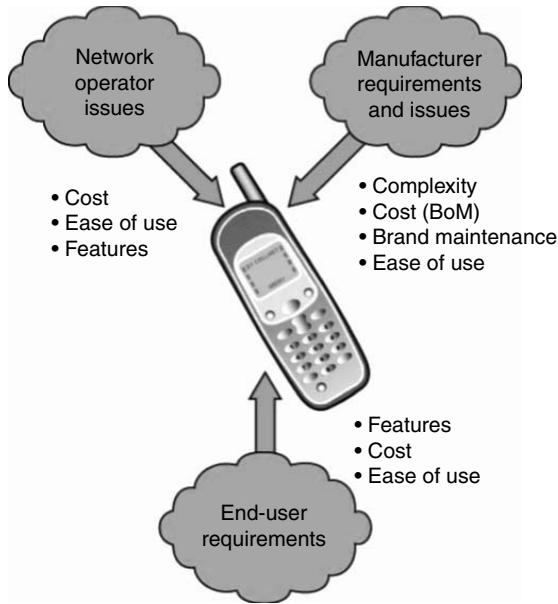 Network
operator
issues
Manufacturer
requirements
and issues
• Cost
• Ease of use
• Features
• Complexity
• Cost (BoM)
• Brand maintenance
• Ease of use
MENU
• Features
• Cost
• Ease of use
End-user
requirements